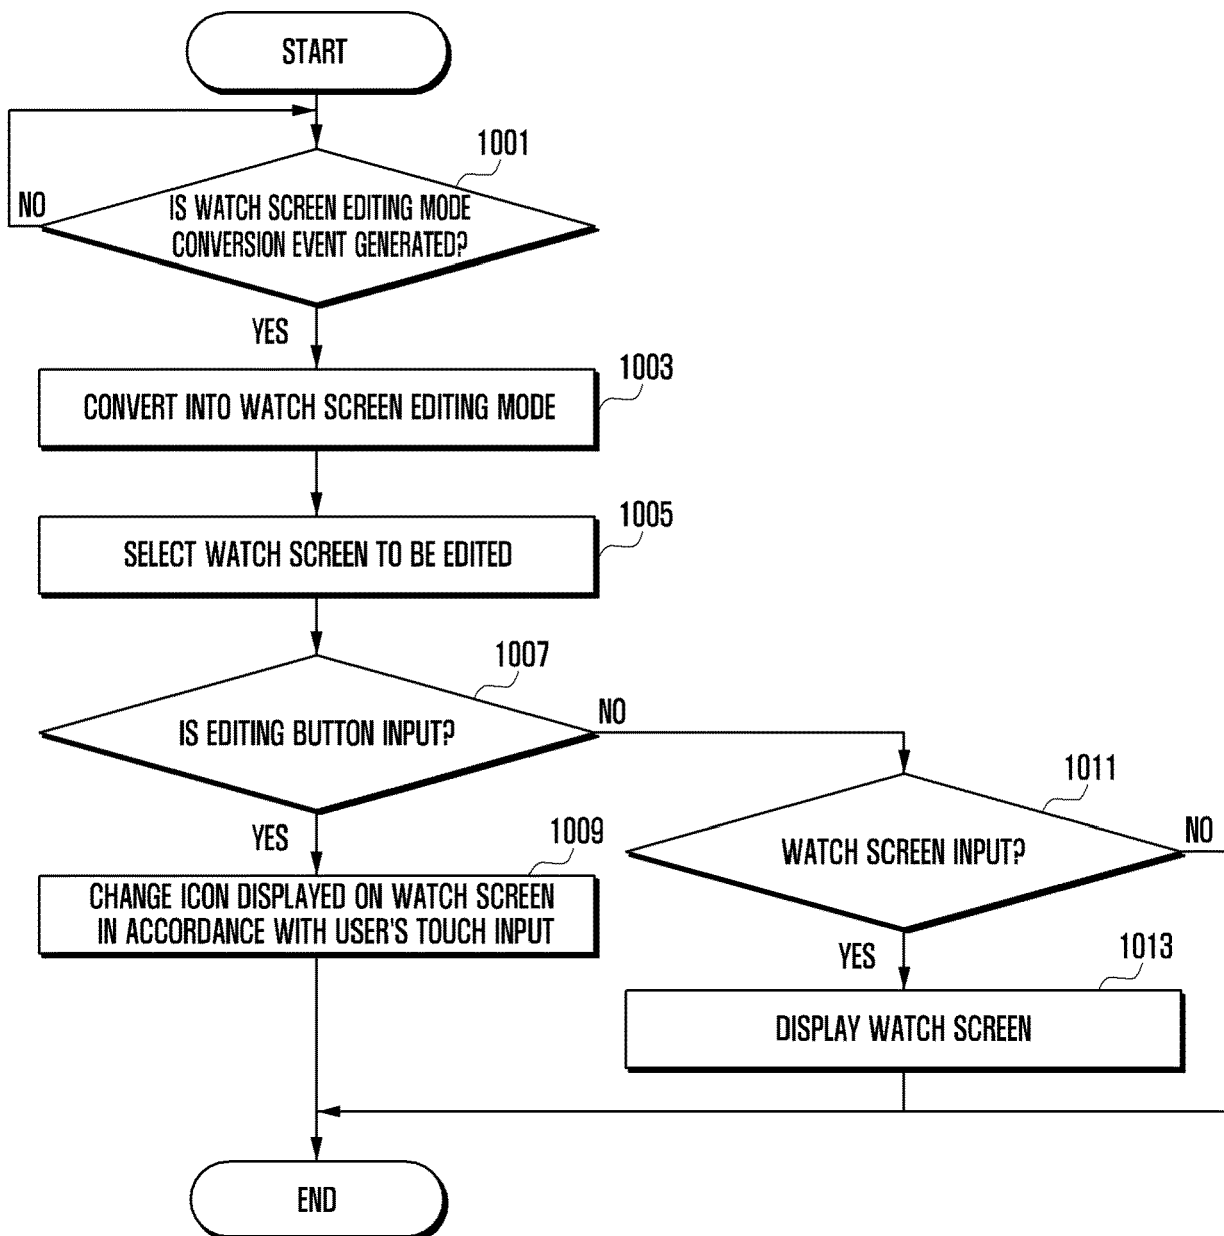 START
1001
IS WATCH SCREEN EDITING MODE
CONVERSION EVENT GENERATED?
NO
YES
1003
CONVERT INTO WATCH SCREEN EDITING MODE
1005
SELECT WATCH SCREEN TO BE EDITED
1007
IS EDITING BUTTON INPUT?
NO
YES
1009
CHANGE ICON DISPLAYED ON WATCH SCREEN
IN ACCORDANCE WITH USER'S TOUCH INPUT
1011
WATCH SCREEN INPUT?
NO
YES
1013
DISPLAY WATCH SCREEN
END